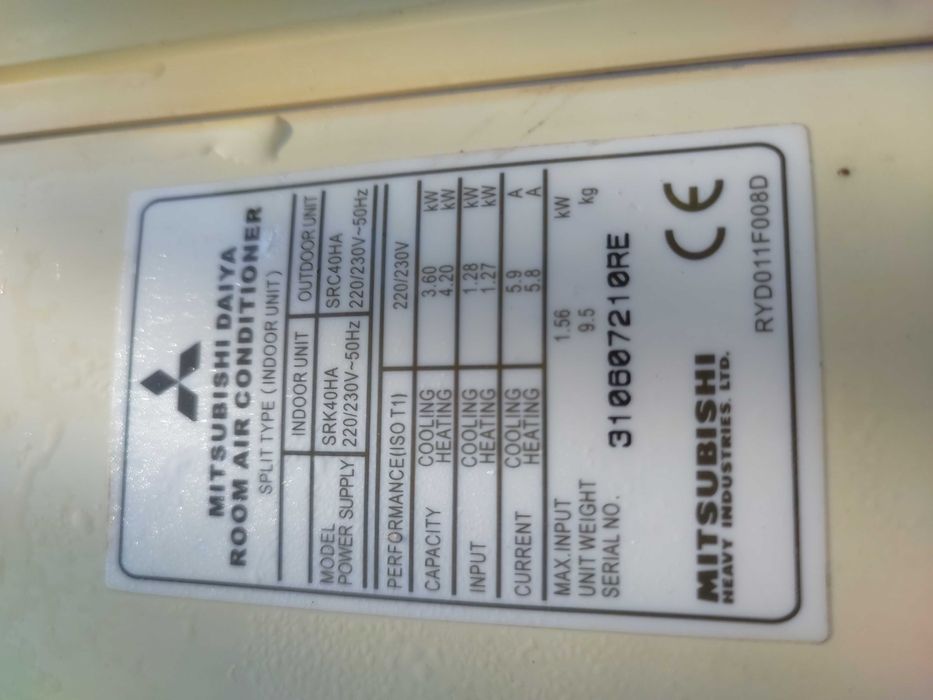 MITSUBISHI DAIYA
ROOM AIR CONDITIONER
SPLIT TYPE (INDOOR UNIT)
INDOOR UNIT OUTDOOR UNIT
MODEL SRK40HA SRC40HA
POWER SUPPLY 220/230V~50Hz 220/230V~50Hz
PERFORMANCE(ISO T1) 220/230V
CAPACITY COOLING 3.60 kW
HEATING 4.20 kW
INPUT COOLING 1.28 kW
HEATING 1.27 kW
CURRENT COOLING 5.9 A
HEATING 5.8 A
MAX.INPUT 1.56 kW
UNIT WEIGHT 9.5 kg
SERIAL NO. 310607210RE
MITSUBISHI
HEAVY INDUSTRIES. LTD.
CE
RYD011F008D